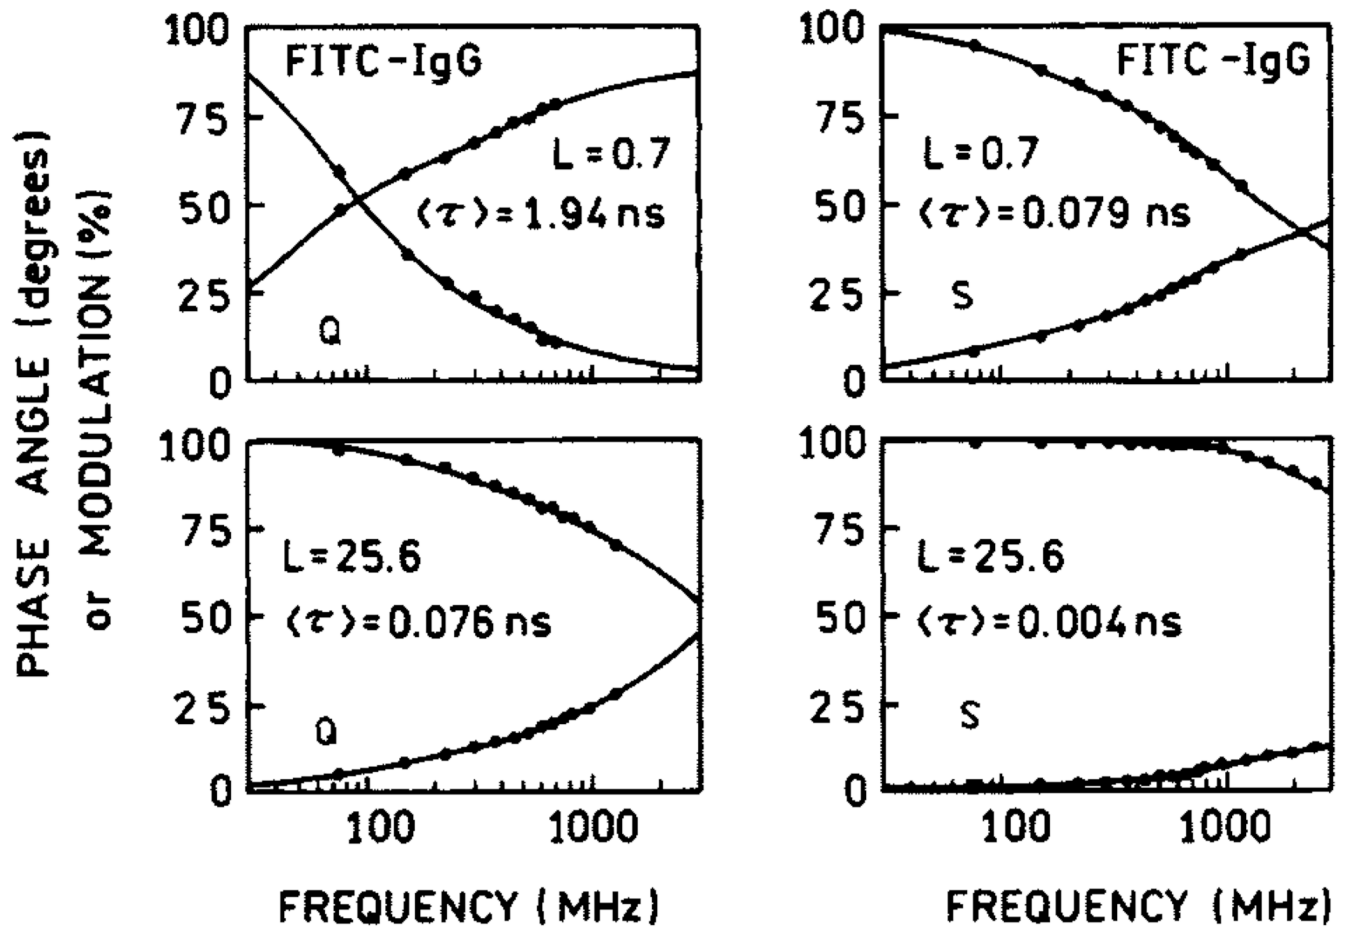 PHASE ANGLE (degrees)
or MODULATION (%)
100
75
50
25
0
FITC-IgG
L=0.7
⟨τ⟩=1.94 ns
Q
100
75
50
25
0
FITC-IgG
L=0.7
⟨τ⟩=0.079 ns
S
100
75
50
25
0
L=25.6
⟨τ⟩=0.076 ns
Q
100 1000
FREQUENCY (MHz)
100
75
50
25
0
L=25.6
⟨τ⟩=0.004 ns
S
100 1000
FREQUENCY (MHz)